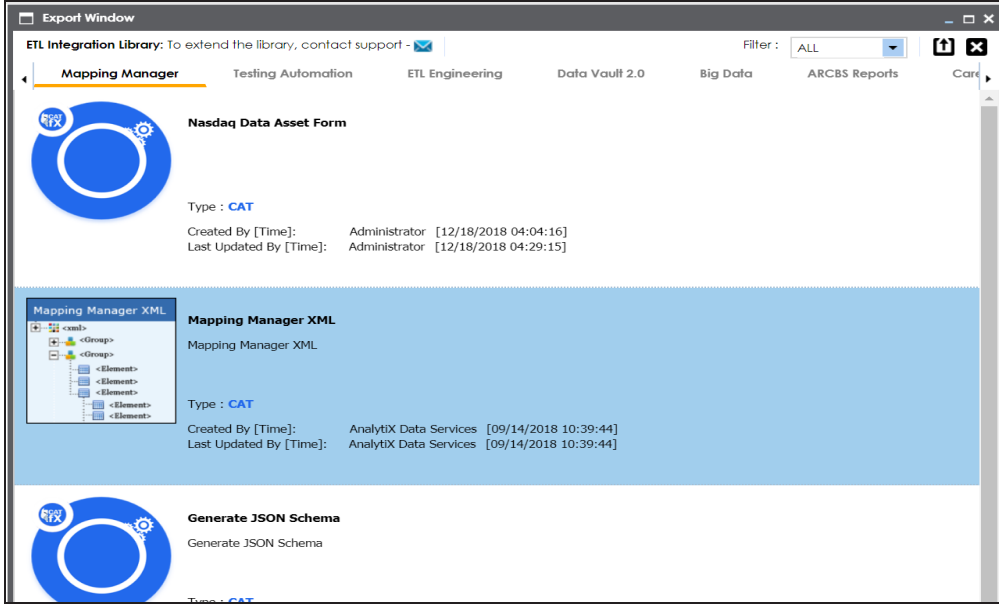 Export Window
ETL Integration Library: To extend the library, contact support -
Filter : ALL
Mapping Manager Testing Automation ETL Engineering Data Vault 2.0 Big Data ARCBS Reports Care
CAT
fX
Nasdaq Data Asset Form
Type : CAT
Created By [Time]: Administrator [12/18/2018 04:04:16]
Last Updated By [Time]: Administrator [12/18/2018 04:29:15]
Mapping Manager XML
<xml>
<Group>
<Group>
<Element>
<Element>
<Element>
<Element>
<Element>
Mapping Manager XML
Mapping Manager XML
Type : CAT
Created By [Time]: AnalytiX Data Services [09/14/2018 10:39:44]
Last Updated By [Time]: AnalytiX Data Services [09/14/2018 10:39:44]
CAT
fX
Generate JSON Schema
Generate JSON Schema
Type : CAT